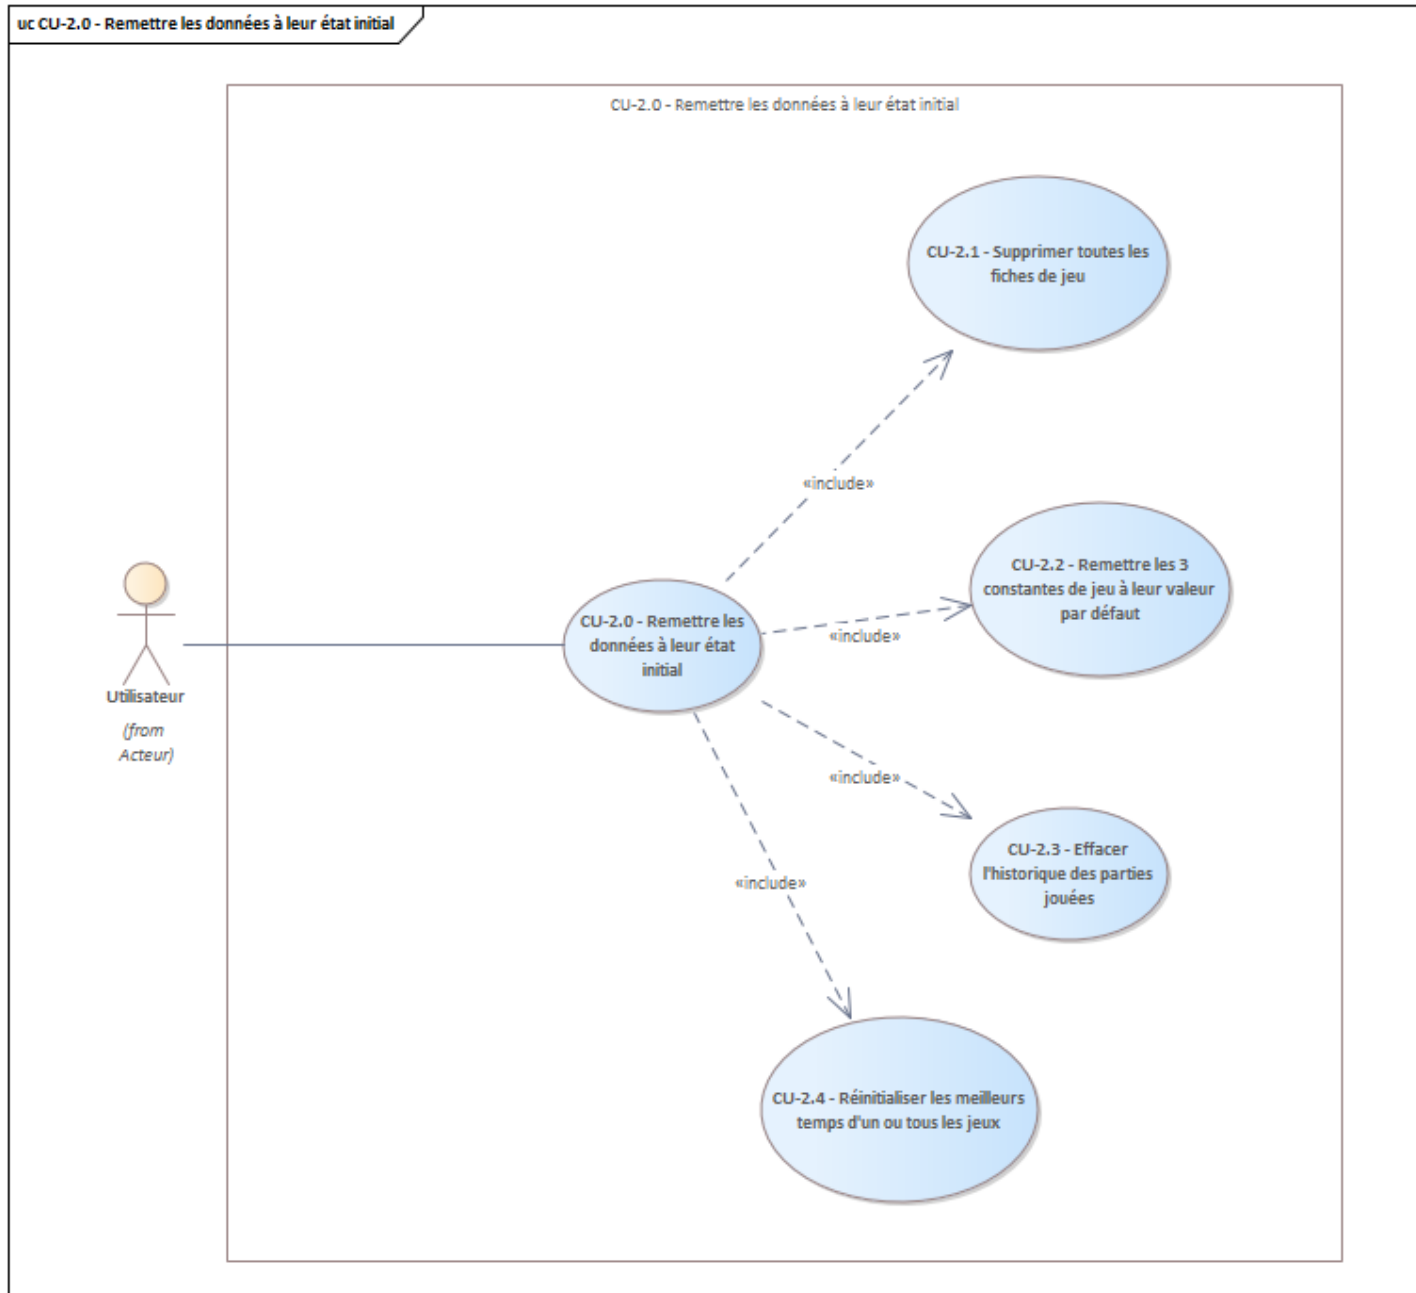 uc CU-2.0 - Remettre les données à leur état initial
CU-2.0 - Remettre les données à leur état initial
CU-2.1 - Supprimer toutes les
fiches de jeu
«include»
CU-2.2 - Remettre les 3
constantes de jeu à leur valeur
par défaut
«include»
CU-2.0 - Remettre les
données à leur état
initial
Utilisateur
(from
Acteur)
«include»
CU-2.3 - Effacer
l'historique des parties
jouées
«include»
CU-2.4 - Réinitialiser les meilleurs
temps d'un ou tous les jeux